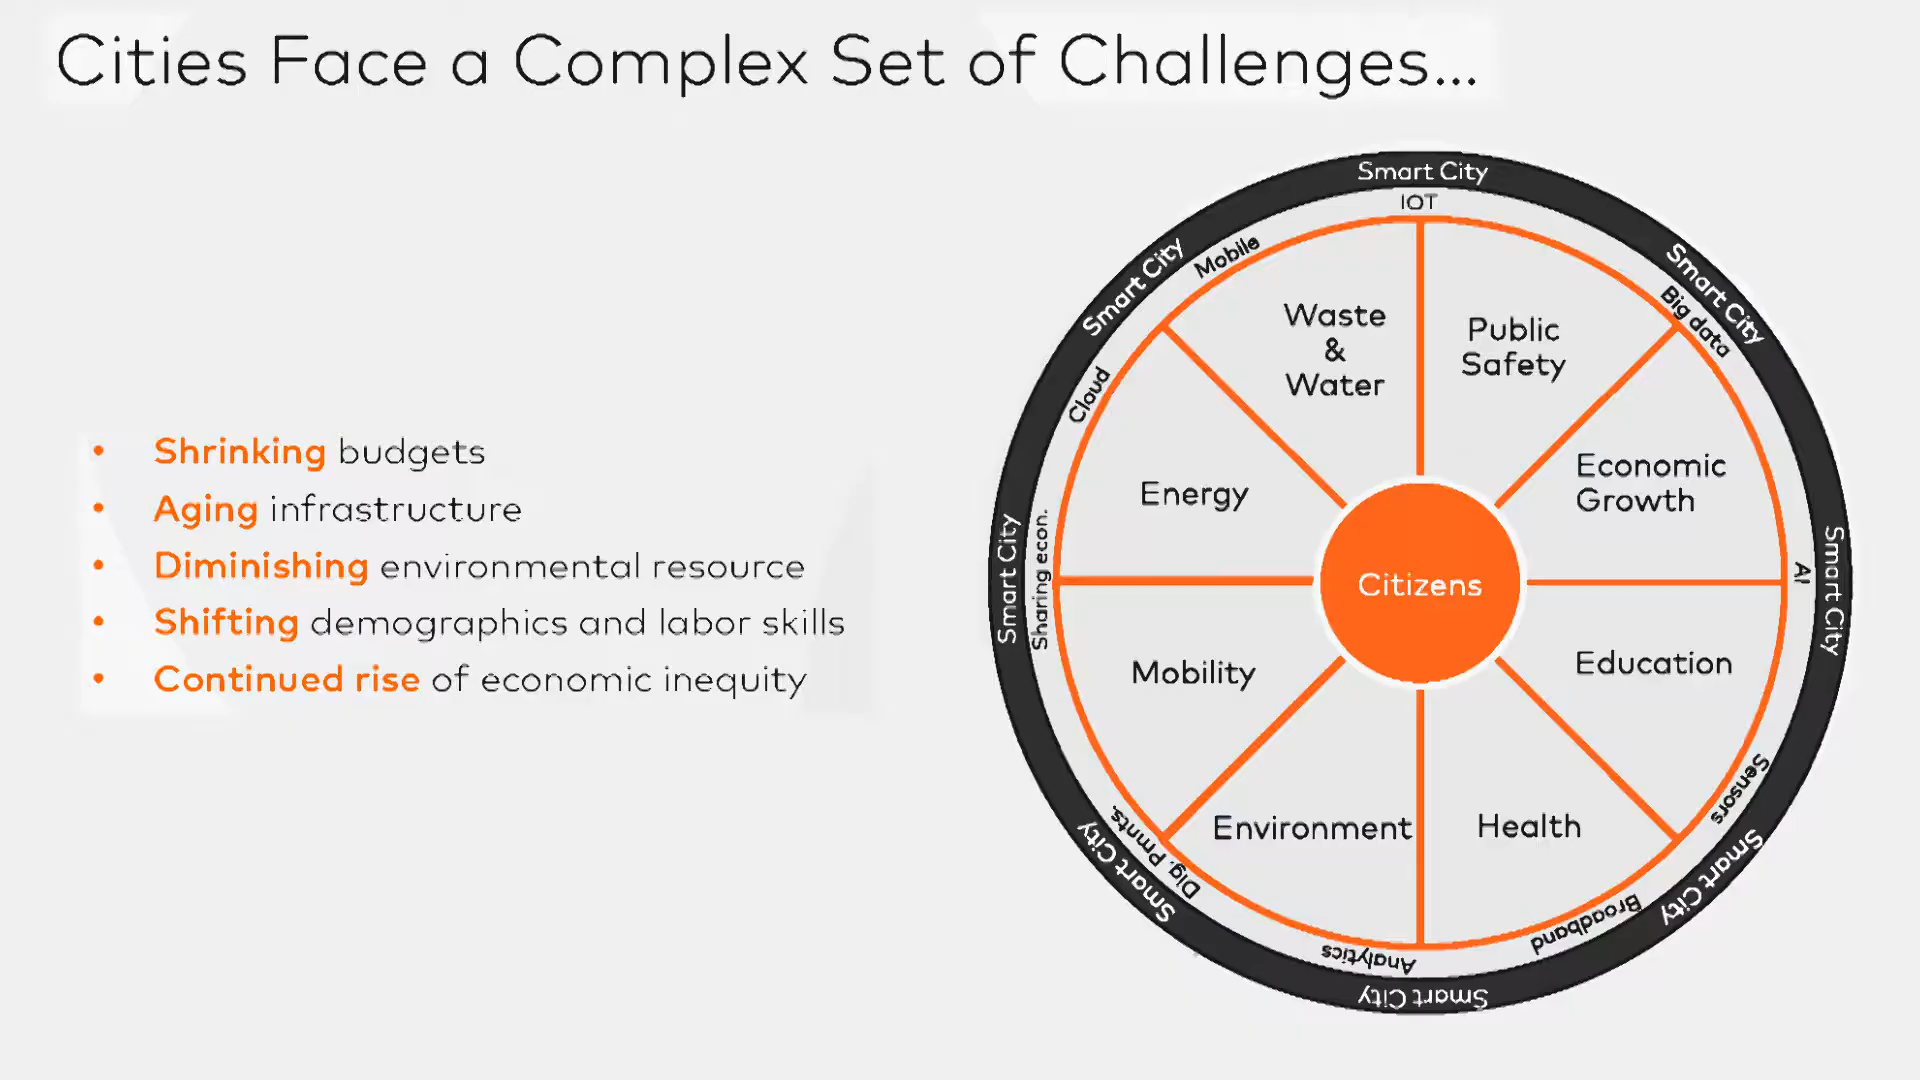 Cities Face a Complex Set of Challenges...
• Shrinking budgets
• Aging infrastructure
• Diminishing environmental resource
• Shifting demographics and labor skills
• Continued rise of economic inequity
Smart City
IOT
Smart City
Big data
Smart City
AI
Sensors
Smart City
Broadband
Smart City
Analytics
Smart City
Dig. Pmnts.
Smart City
Sharing econ.
Cloud
Smart City
Mobile
Waste
&
Water
Public
Safety
Economic
Growth
Education
Health
Environment
Mobility
Energy
Citizens